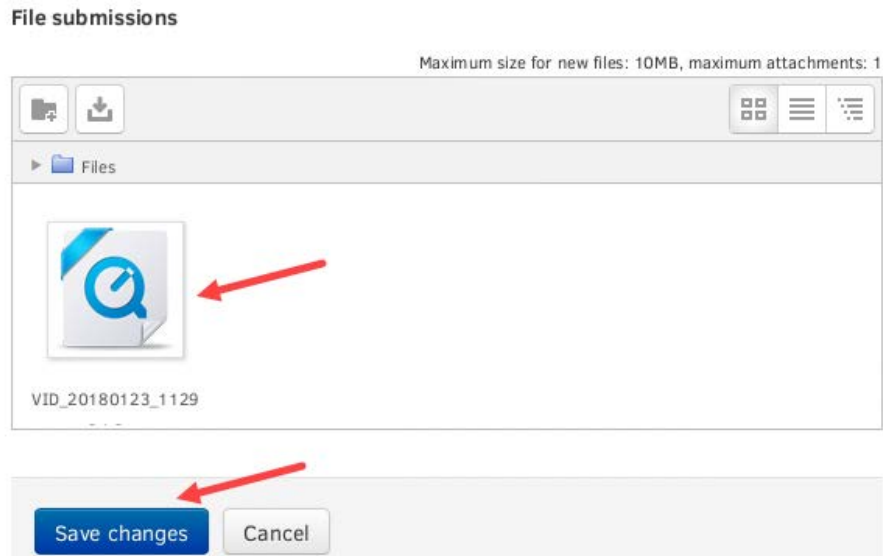 File submissions
Maximum size for new files: 10MB, maximum attachments: 1
Files
VID_20180123_1129
Save changes
Cancel